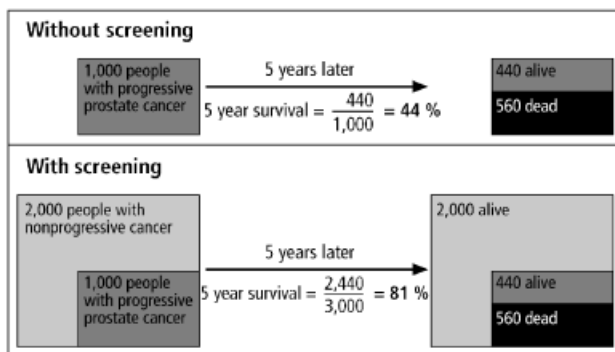 Without screening
1,000 people
with progressive
prostate cancer
5 years later
5 year survival = 440/1,000 = 44 %
440 alive
560 dead
With screening
2,000 people with
nonprogressive cancer
1,000 people
with progressive
prostate cancer
5 years later
5 year survival = 2,440/3,000 = 81 %
2,000 alive
440 alive
560 dead